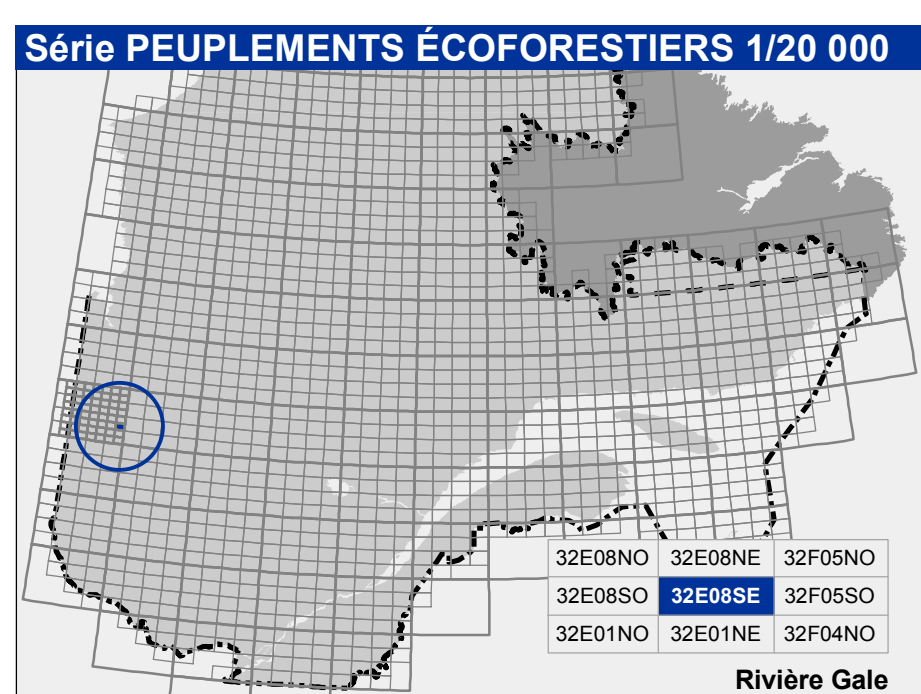 Série PEUPLEMENTS ÉCOFORESTIERS 1/20 000
32E08NO 32E08NE 32F05NO
32E08SO 32E08SE 32F05SO
32E01NO 32E01NE 32F04NO
Rivière Gale